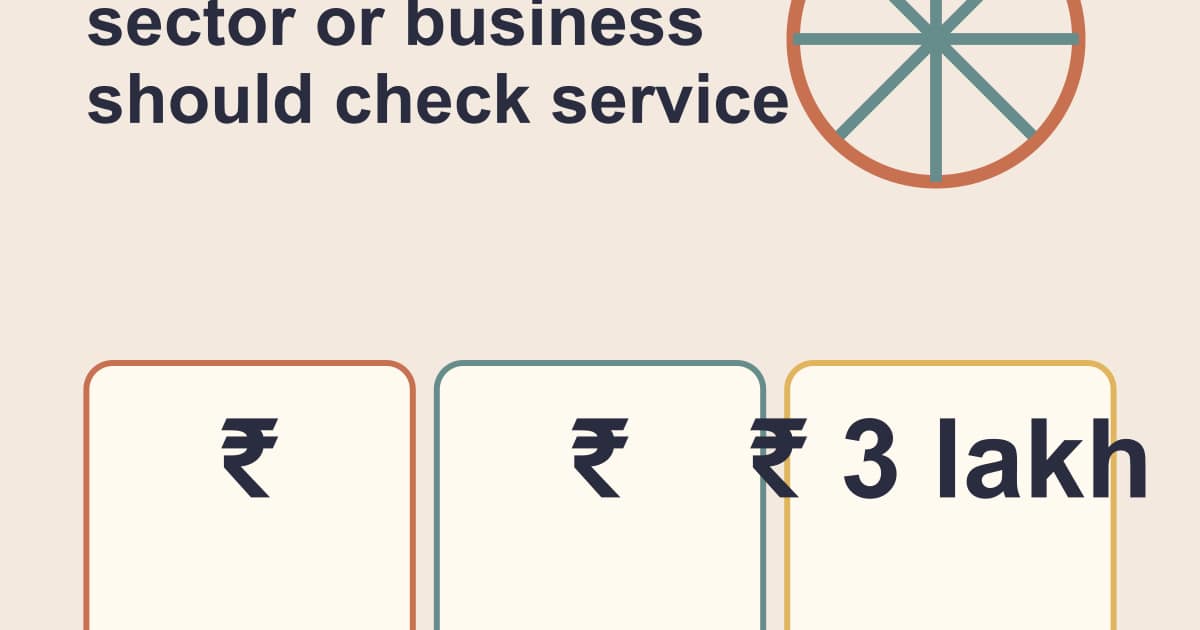 sector or business
should check service
₹
₹
₹ 3 lakh